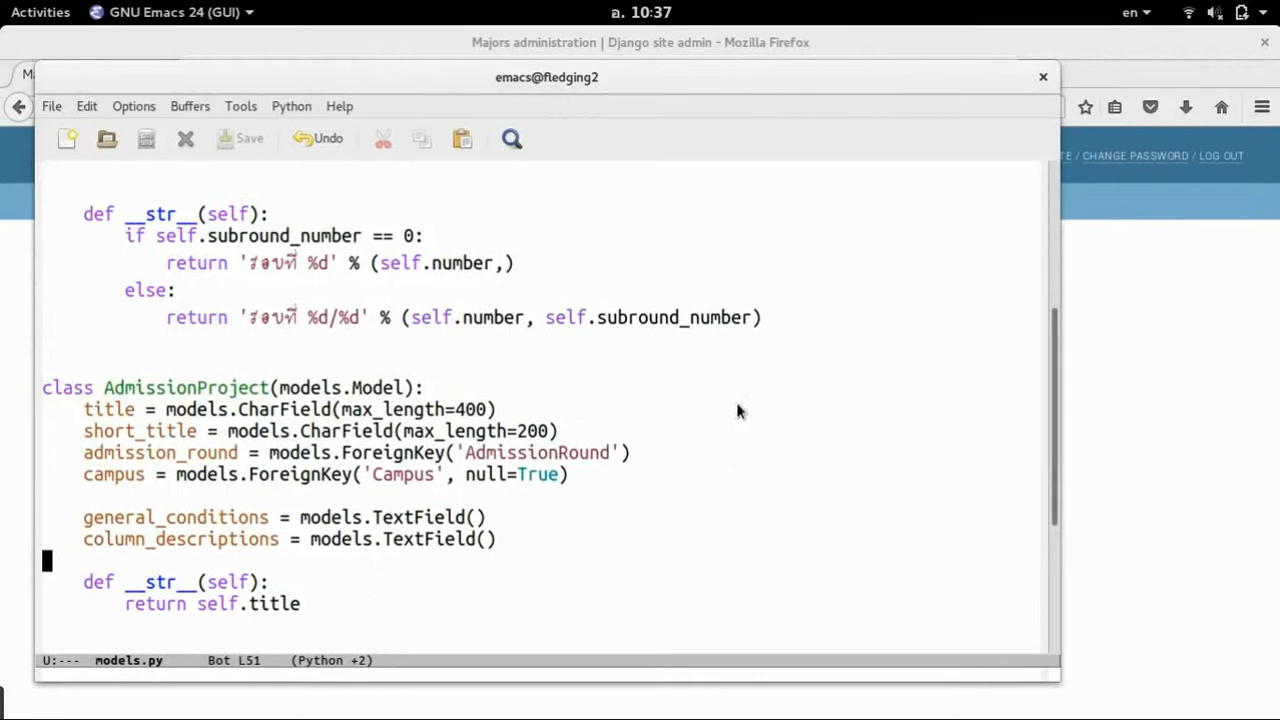 Activities GNU Emacs 24 (GUI) อ. 10:37 en
Majors administration | Django site admin - Mozilla Firefox
emacs@fledging2
File Edit Options Buffers Tools Python Help
Save Undo
/ CHANGE PASSWORD / LOG OUT
def __str__(self):
if self.subround_number == 0:
return 'รอบที่ %d' % (self.number,)
else:
return 'รอบที่ %d/%d' % (self.number, self.subround_number)
class AdmissionProject(models.Model):
title = models.CharField(max_length=400)
short_title = models.CharField(max_length=200)
admission_round = models.ForeignKey('AdmissionRound')
campus = models.ForeignKey('Campus', null=True)
general_conditions = models.TextField()
column_descriptions = models.TextField()
def __str__(self):
return self.title
U:--- models.py Bot L51 (Python +2)